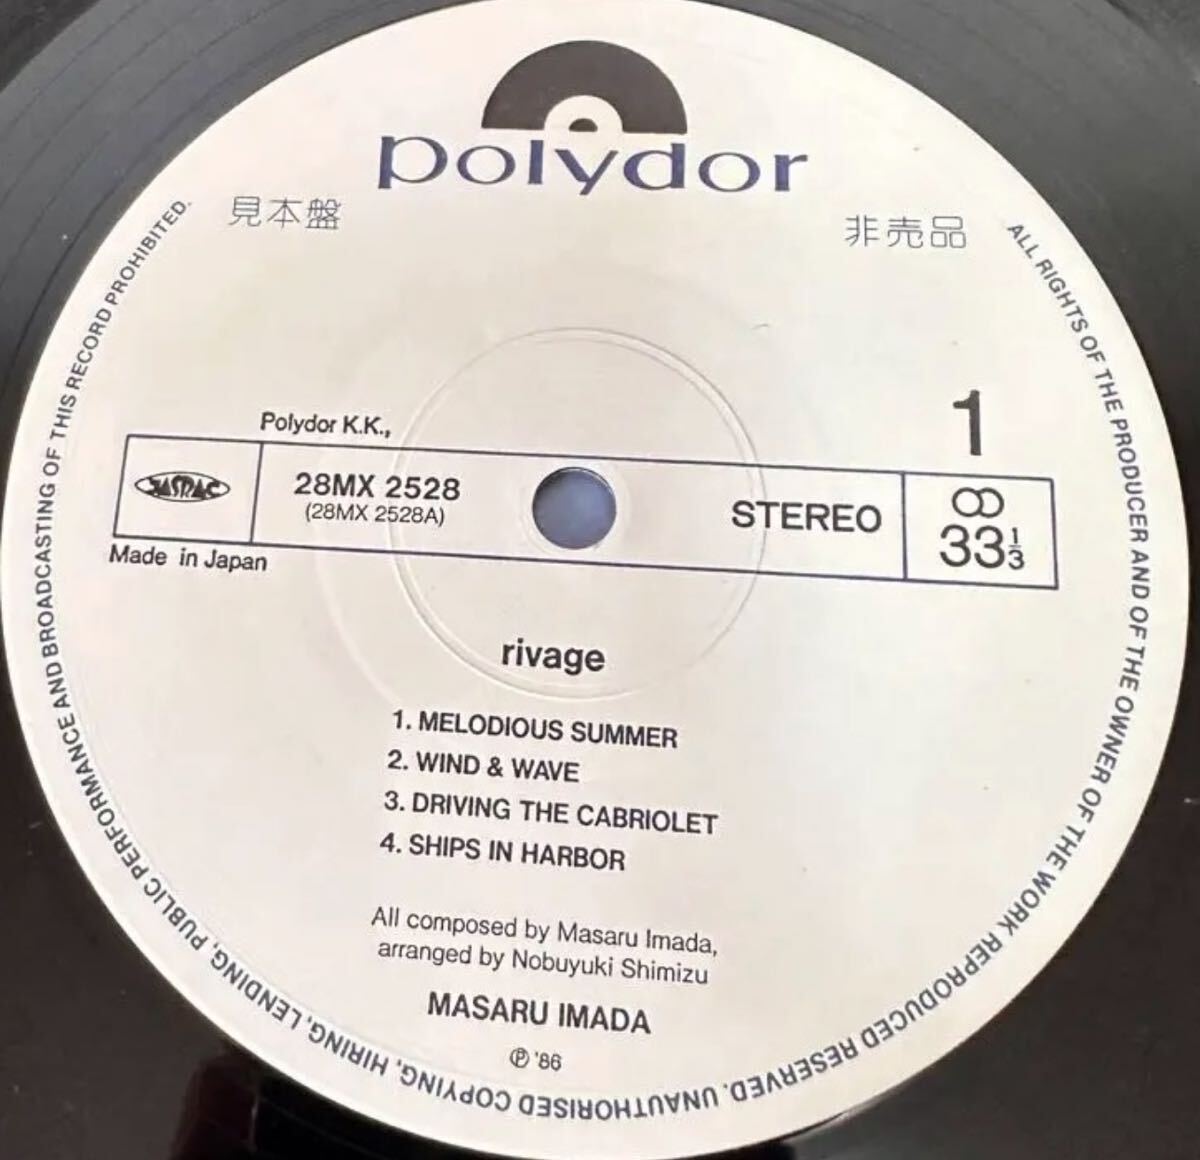 polydor
見本盤
非売品
1
Polydor K.K.,
JASRAC
28MX 2528
(28MX 2528A)
STEREO
33 1/3
Made in Japan
rivage
1. MELODIOUS SUMMER
2. WIND & WAVE
3. DRIVING THE CABRIOLET
4. SHIPS IN HARBOR
All composed by Masaru Imada,
arranged by Nobuyuki Shimizu
MASARU IMADA
℗ '86
ALL RIGHTS OF THE PRODUCER AND OF THE OWNER OF THE WORK REPRODUCED RESERVED. UNAUTHORISED COPYING, HIRING, LENDING, PUBLIC PERFORMANCE AND BROADCASTING OF THIS RECORD PROHIBITED.